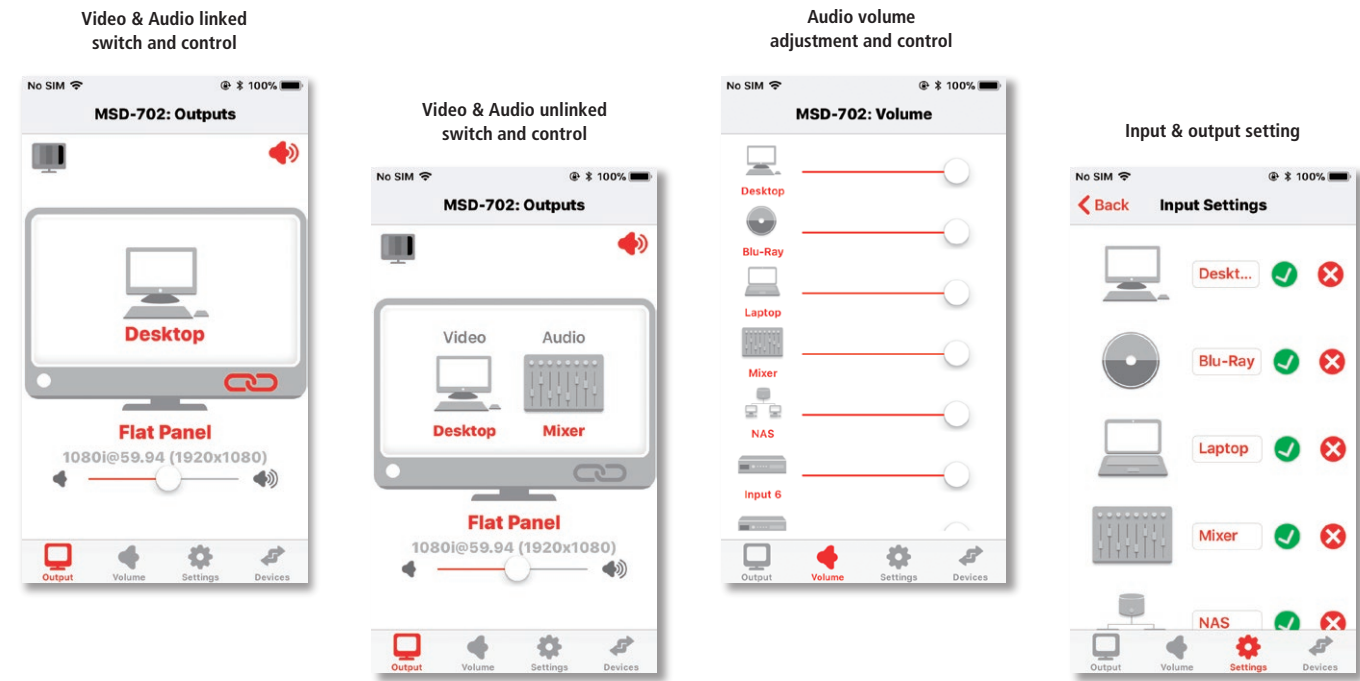 Video & Audio linked
switch and control
No SIM
100%
MSD-702: Outputs
Desktop
Flat Panel
1080i@59.94 (1920x1080)
Output Volume Settings Devices
Video & Audio unlinked
switch and control
No SIM
100%
MSD-702: Outputs
Video Audio
Desktop Mixer
Flat Panel
1080i@59.94 (1920x1080)
Output Volume Settings Devices
Audio volume
adjustment and control
No SIM
100%
MSD-702: Volume
Desktop
Blu-Ray
Laptop
Mixer
NAS
Input 6
Output Volume Settings Devices
Input & output setting
No SIM
100%
Back Input Settings
Deskt...
Blu-Ray
Laptop
Mixer
NAS
Output Volume Settings Devices